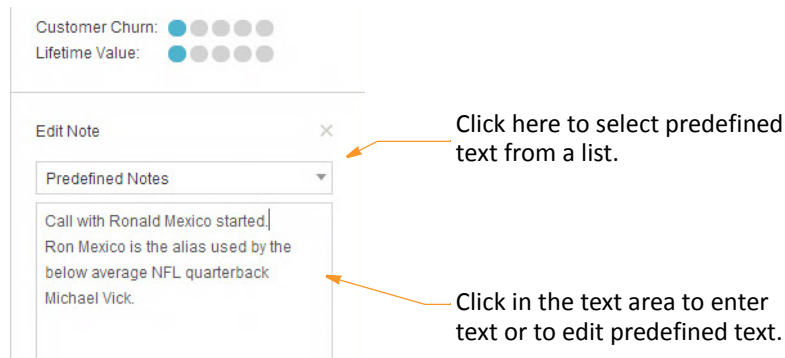 Customer Churn:
Lifetime Value:
Edit Note
Click here to select predefined
text from a list.
Predefined Notes
Call with Ronald Mexico started.
Ron Mexico is the alias used by the
below average NFL quarterback
Michael Vick.
Click in the text area to enter
text or to edit predefined text.